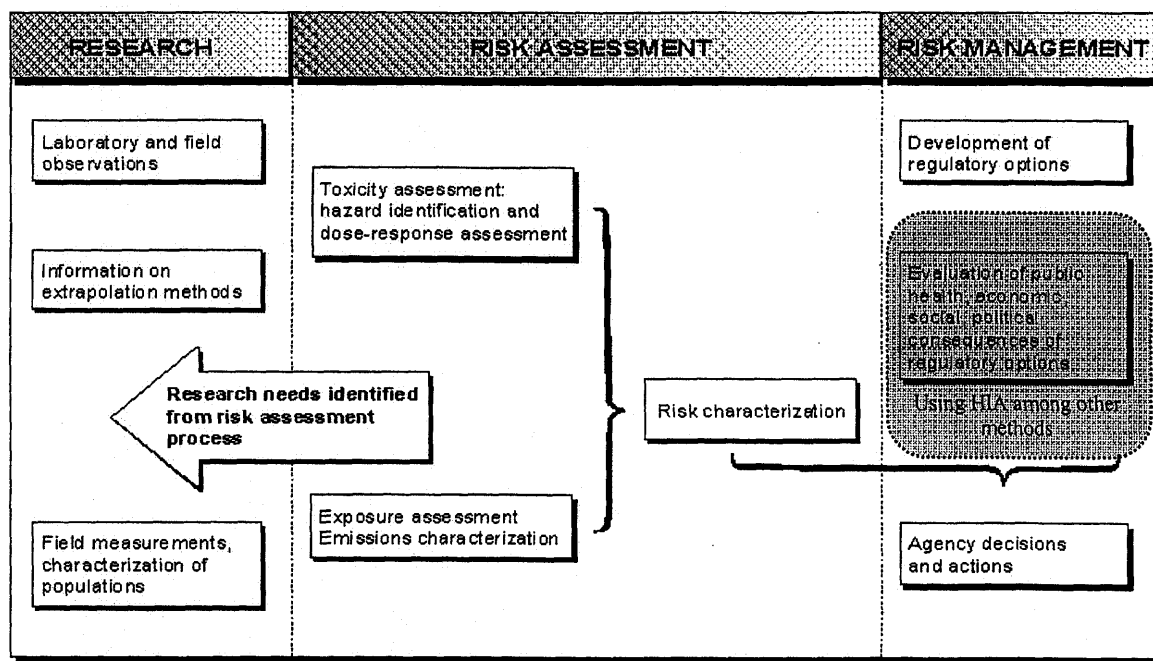 RESEARCH
RISK ASSESSMENT
RISK MANAGEMENT
Laboratory and field
observations
Information on
extrapolation methods
Research needs identified
from risk assessment
process
Field measurements,
characterization of
populations
Toxicity assessment:
hazard identification and
dose-response assessment
Exposure assessment
Emissions characterization
Risk characterization
Development of
regulatory options
Evaluation of public
health, economic,
social, political
consequences of
regulatory options
Using HIA among other
methods
Agency decisions
and actions